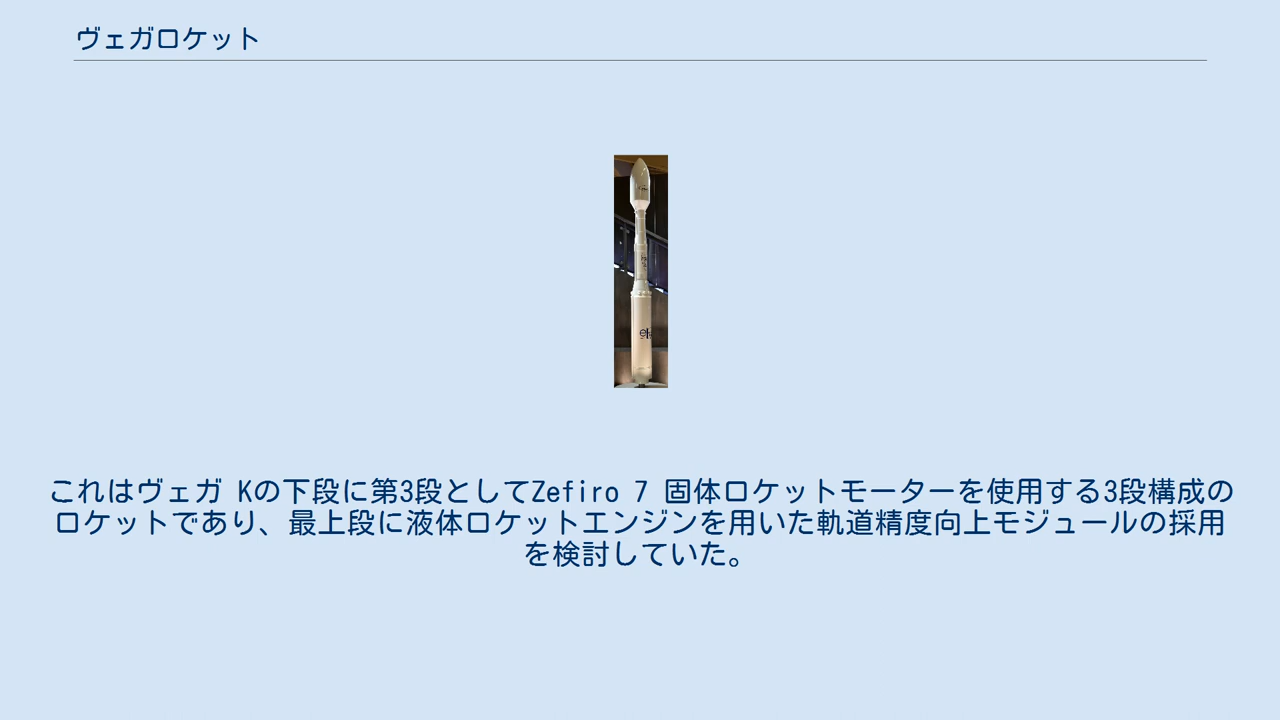 ヴェガロケット
これはヴェガ Kの下段に第3段としてZefiro 7 固体ロケットモーターを使用する3段構成の
ロケットであり、最上段に液体ロケットエンジンを用いた軌道精度向上モジュールの採用
を検討していた。